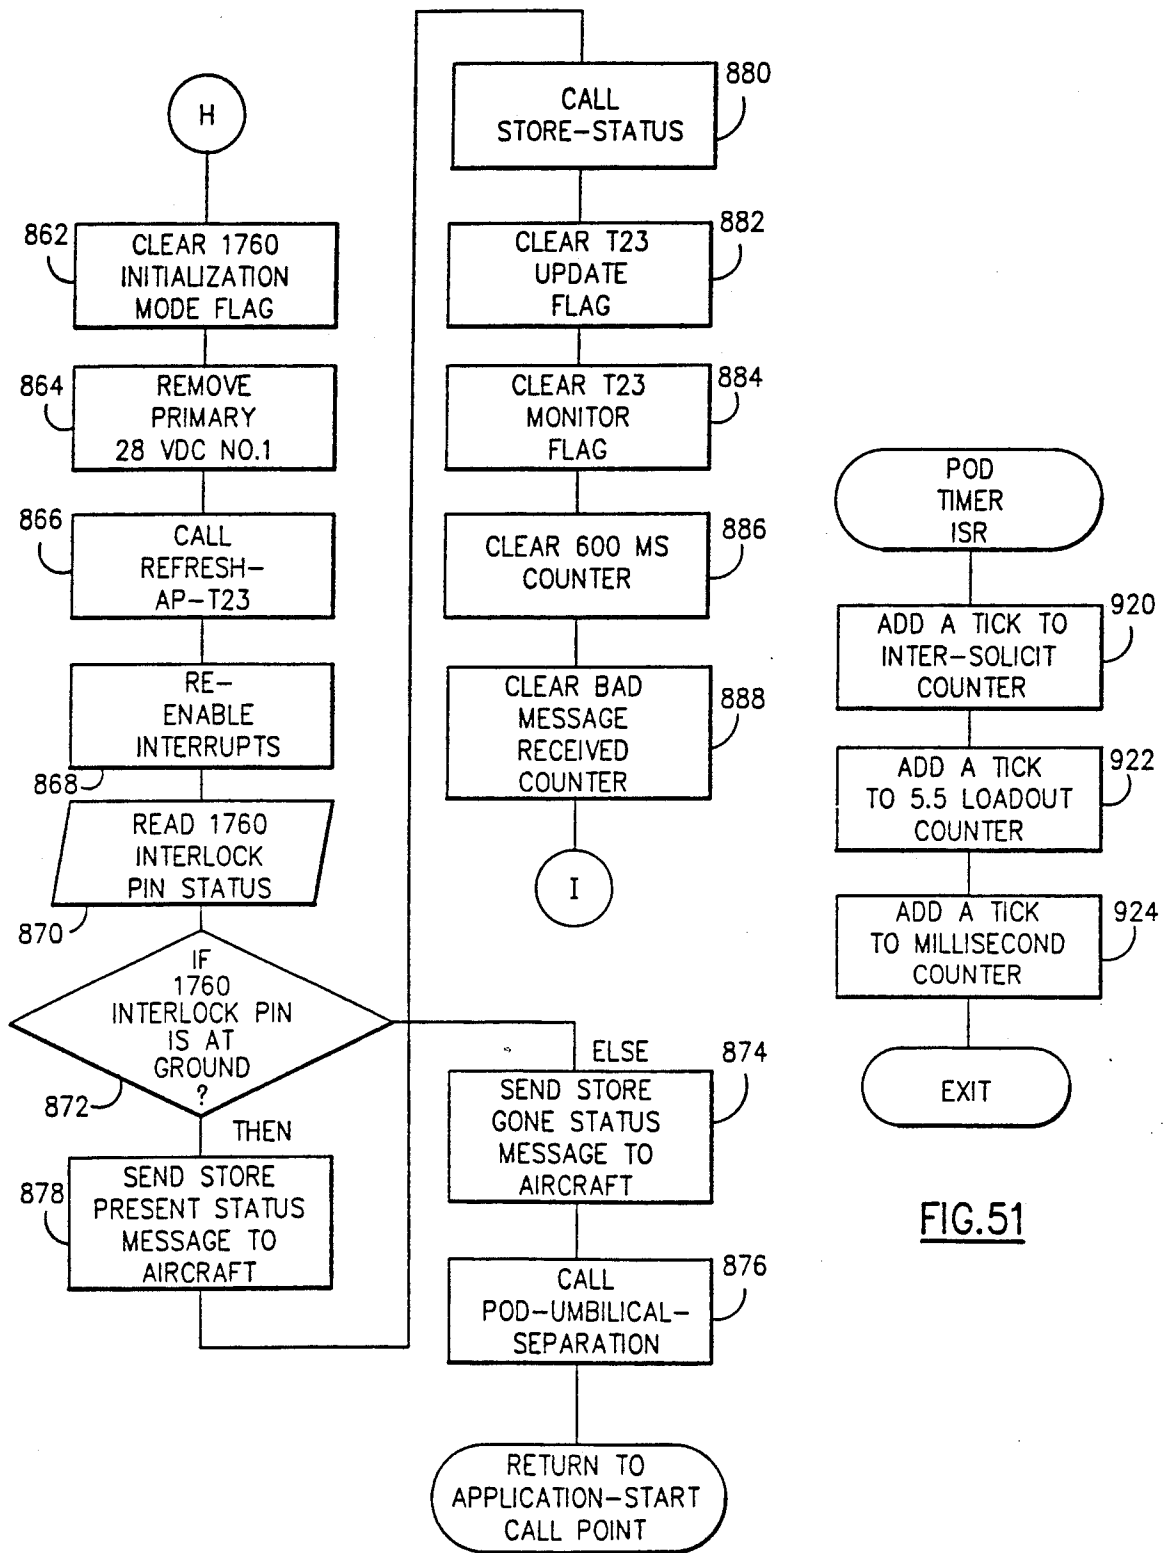 H
862
CLEAR 1760
INITIALIZATION
MODE FLAG
864
REMOVE
PRIMARY
28 VDC NO.1
866
CALL
REFRESH-
AP-T23
RE-
ENABLE
INTERRUPTS
868
READ 1760
INTERLOCK
PIN STATUS
870
IF
1760
INTERLOCK PIN
IS AT
GROUND
?
872
THEN
878
SEND STORE
PRESENT STATUS
MESSAGE TO
AIRCRAFT
880
CALL
STORE-STATUS
882
CLEAR T23
UPDATE
FLAG
884
CLEAR T23
MONITOR
FLAG
886
CLEAR 600 MS
COUNTER
888
CLEAR BAD
MESSAGE
RECEIVED
COUNTER
I
ELSE
874
SEND STORE
GONE STATUS
MESSAGE TO
AIRCRAFT
876
CALL
POD-UMBILICAL-
SEPARATION
RETURN TO
APPLICATION-START
CALL POINT
POD
TIMER
ISR
920
ADD A TICK TO
INTER-SOLICIT
COUNTER
922
ADD A TICK
TO 5.5 LOADOUT
COUNTER
924
ADD A TICK
TO MILLISECOND
COUNTER
EXIT
FIG.51